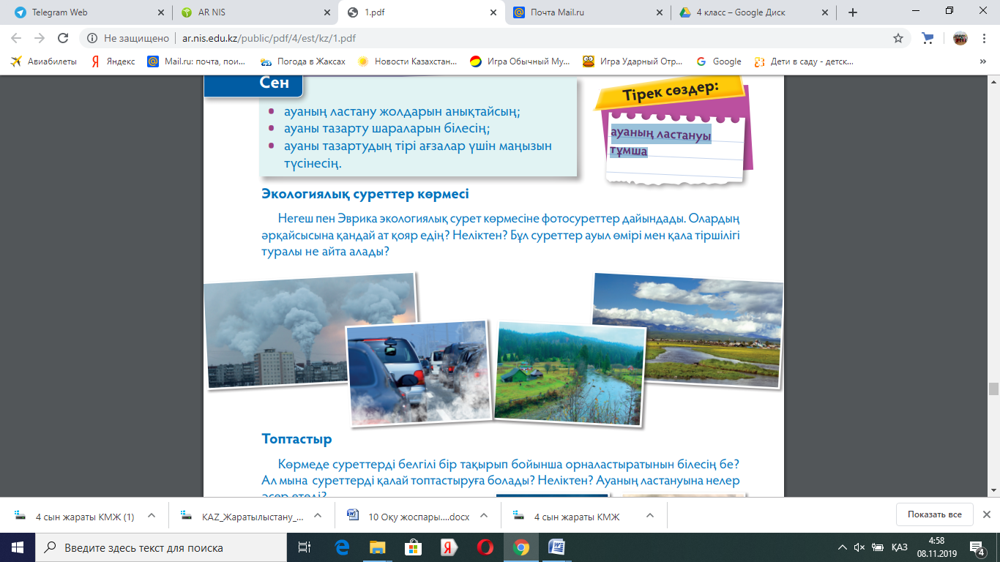 Telegram Web
AR NIS
1.pdf
Почта Mail.ru
4 класс – Google Диск
Не защищено
ar.nis.edu.kz/public/pdf/4/est/kz/1.pdf
Авиабилеты
Яндекс
Mail.ru: почта, пои...
Погода в Жаксах
Новости Казахстан...
Игра Обычный Му...
Игра Ударный Отр...
Google
Дети в саду - детск...
»
Сен
• ауаның ластану жолдарын анықтайсың;
• ауаны тазарту шараларын білесің;
• ауаны тазартудың тірі ағзалар үшін маңызын
түсінесің.
Тірек сөздер:
ауаның ластануы
тұмша
Экологиялық суреттер көрмесі
Негеш пен Эврика экологиялық сурет көрмесіне фотосуреттер дайындады. Олардың
әрқайсысына қандай ат қояр едің? Неліктен? Бұл суреттер ауыл өмірі мен қала тіршілігі
туралы не айта алады?
Топтастыр
Көрмеде суреттерді белгілі бір тақырып бойынша орналастыратынын білесің бе?
Ал мына суреттерді қалай топтастыруға болады? Неліктен? Ауаның ластануына нелер
әсер етеді?
4 сын жараты КМЖ (1)
KAZ_Жаратылыстану_...
10 Оқу жоспары....docx
4 сын жараты КМЖ
Показать все
Введите здесь текст для поиска
ҚАЗ
4:58
08.11.2019
4